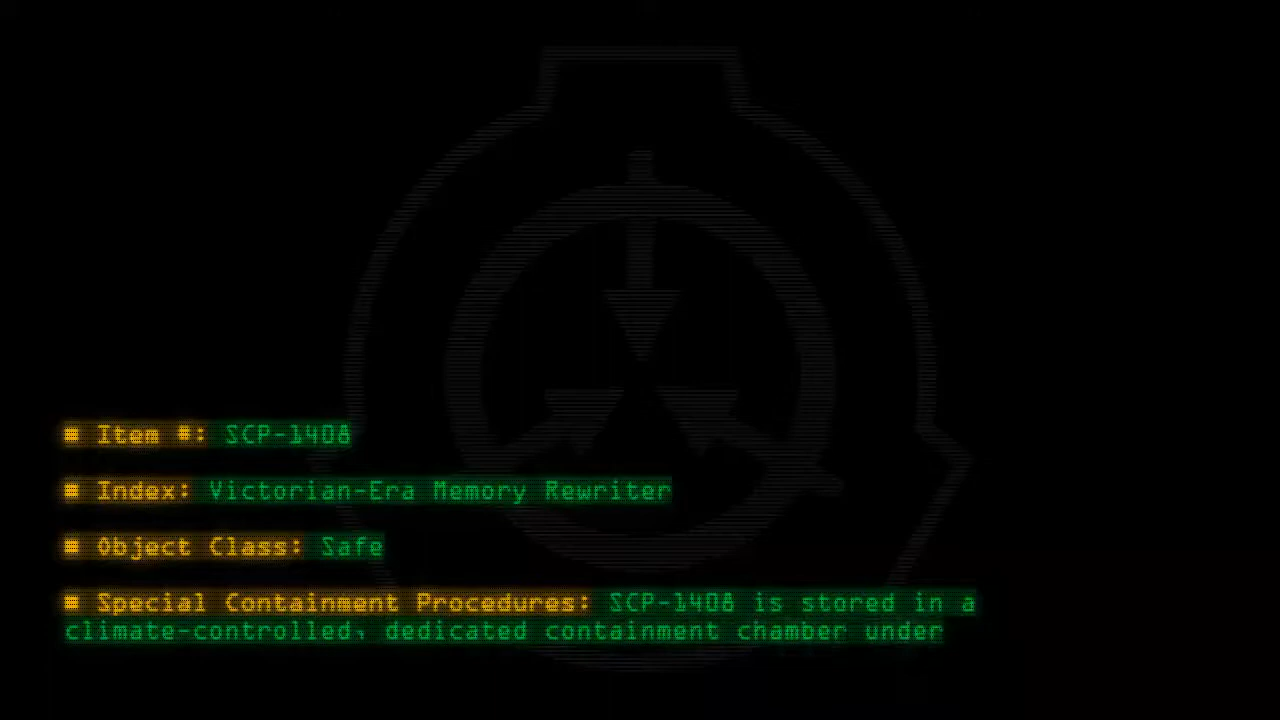 ■ Item #: SCP-1408
■ Index: Victorian-Era Memory Rewriter
■ Object Class: Safe
■ Special Containment Procedures: SCP-1408 is stored in a
climate-controlled, dedicated containment chamber under